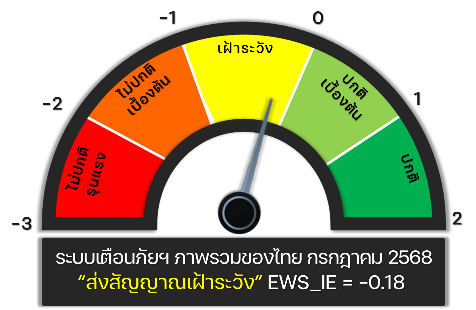 -1
0
-2
1
-3
2
ไม่ปกติ
รุนแรง
ไม่ปกติ
เบื้องต้น
เฝ้าระวัง
ปกติ
เบื้องต้น
ปกติ
ระบบเตือนภัยฯ ภาพรวมของไทย กรกฎาคม 2568
“ส่งสัญญาณเฝ้าระวัง” EWS_IE = -0.18